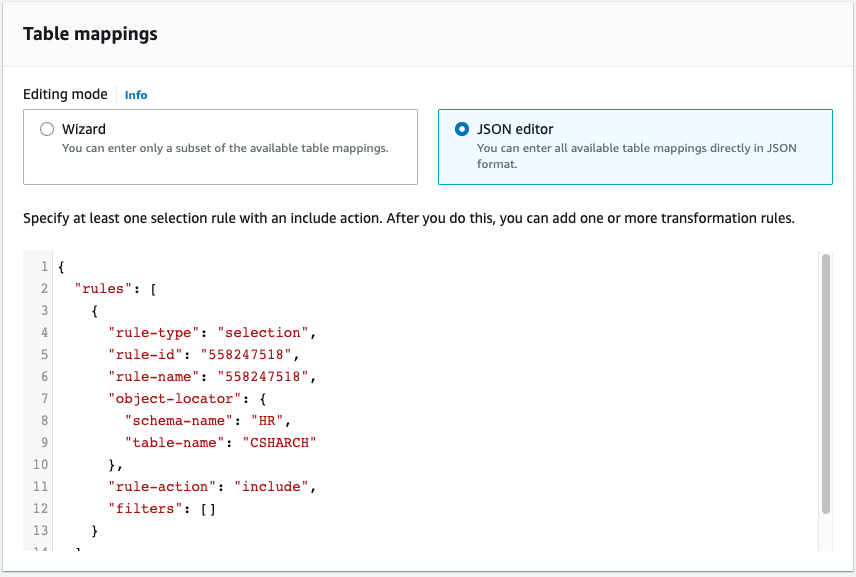 Table mappings
Editing mode Info
Wizard
You can enter only a subset of the available table mappings.
JSON editor
You can enter all available table mappings directly in JSON
format.
Specify at least one selection rule with an include action. After you do this, you can add one or more transformation rules.
1 {
2 "rules": [
3 {
4 "rule-type": "selection",
5 "rule-id": "558247518",
6 "rule-name": "558247518",
7 "object-locator": {
8 "schema-name": "HR",
9 "table-name": "CSHARCH"
10 },
11 "rule-action": "include",
12 "filters": []
13 }